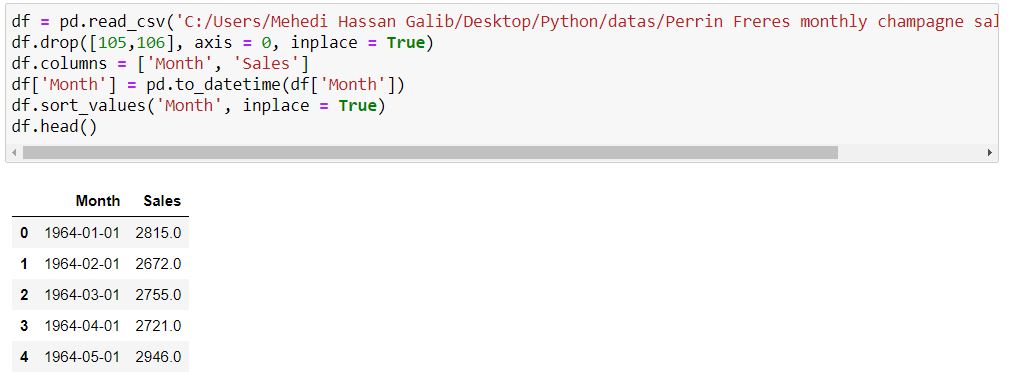 df = pd.read_csv('C:/Users/Mehedi Hassan Galib/Desktop/Python/datas/Perrin Freres monthly champagne sal
df.drop([105,106], axis = 0, inplace = True)
df.columns = ['Month', 'Sales']
df['Month'] = pd.to_datetime(df['Month'])
df.sort_values('Month', inplace = True)
df.head()
Month Sales
0 1964-01-01 2815.0
1 1964-02-01 2672.0
2 1964-03-01 2755.0
3 1964-04-01 2721.0
4 1964-05-01 2946.0